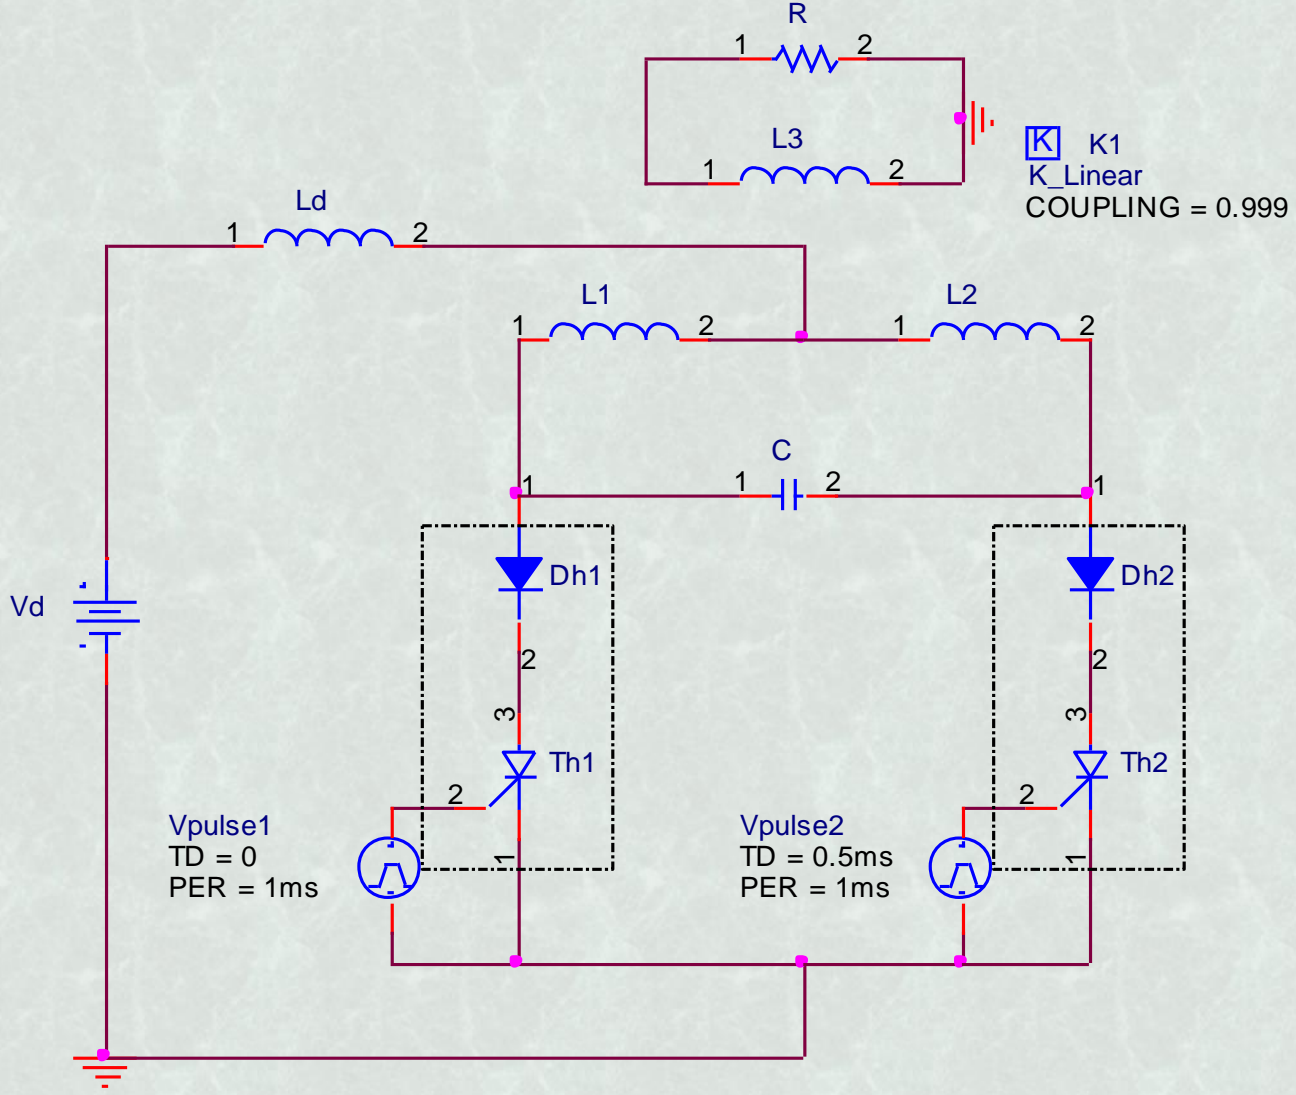 R
1 2
L3
1 2
K K1
K_Linear
COUPLING = 0.999
Ld
1 2
L1 L2
1 2 1 2
C
1 1 2 1
Dh1 Dh2
Vd
2 2
3 3
Th1 Th2
2 2
Vpulse1 Vpulse2
TD = 0 TD = 0.5ms
PER = 1ms PER = 1ms
1 1